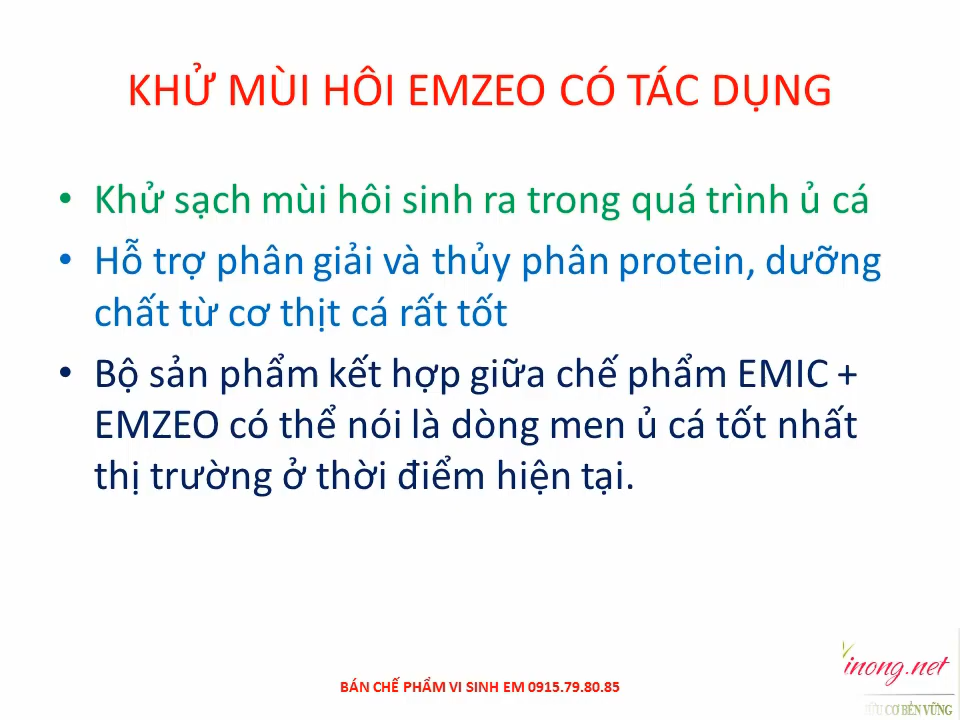 KHỬ MÙI HÔI EMZEO CÓ TÁC DỤNG
• Khử sạch mùi hôi sinh ra trong quá trình ủ cá
• Hỗ trợ phân giải và thủy phân protein, dưỡng
chất từ cơ thịt cá rất tốt
• Bộ sản phẩm kết hợp giữa chế phẩm EMIC +
EMZEO có thể nói là dòng men ủ cá tốt nhất
thị trường ở thời điểm hiện tại.
inong.net
BÁN CHẾ PHẨM VI SINH EM 0915.79.80.85
CƠ BỀN VỮNG